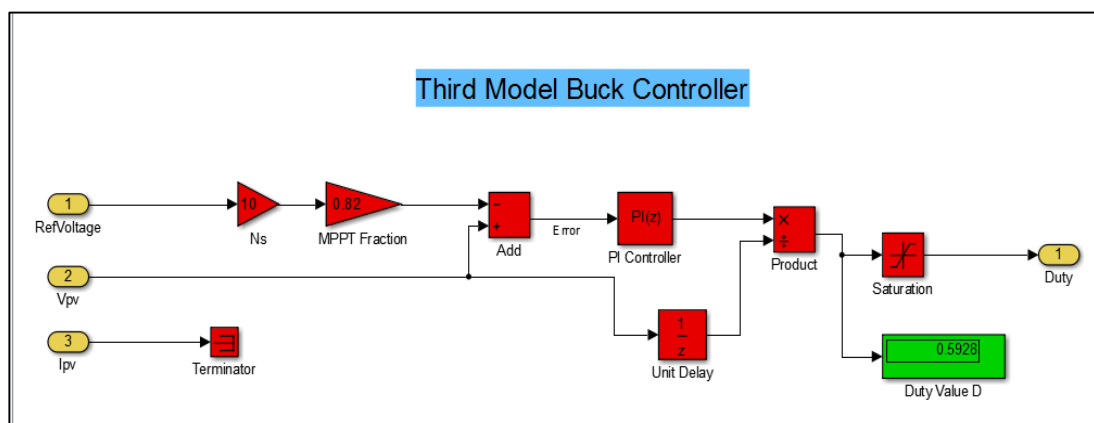 Third Model Buck Controller
1
RefVoltage
10
Ns
0.82
MPPT Fraction
−
+
Add
Error
PI(z)
PI Controller
×
÷
Product
Saturation
1
Duty
2
Vpv
1
z
Unit Delay
3
Ipv
Terminator
0.5928
Duty Value D